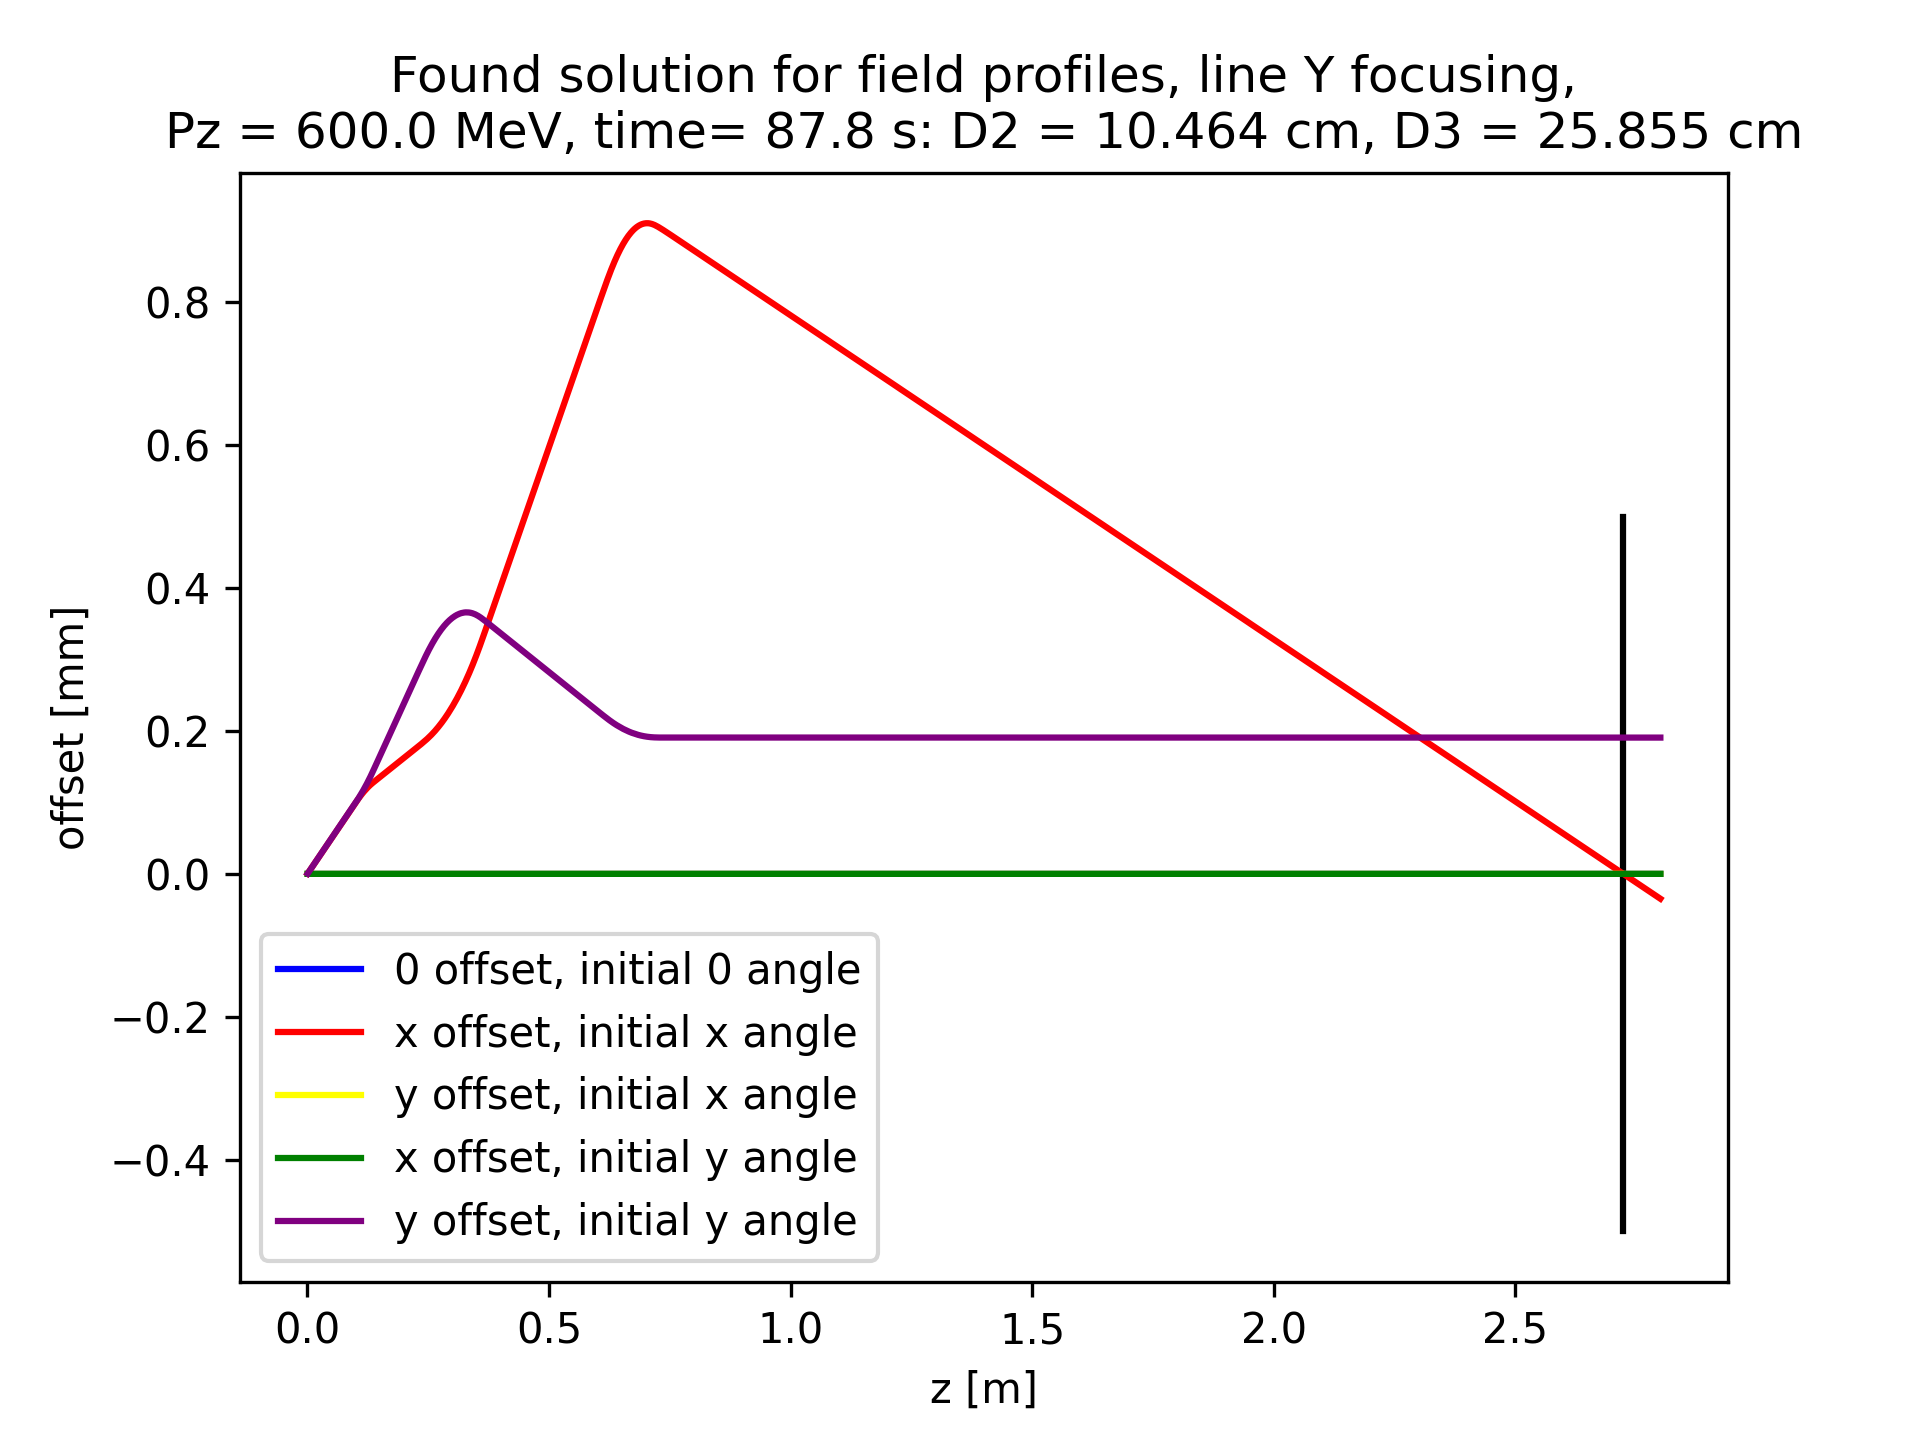 Found solution for field profiles, line Y focusing,
Pz = 600.0 MeV, time= 87.8 s: D2 = 10.464 cm, D3 = 25.855 cm
offset [mm]
0.8
0.6
0.4
0.2
0.0
−0.2
−0.4
0 offset, initial 0 angle
x offset, initial x angle
y offset, initial x angle
x offset, initial y angle
y offset, initial y angle
0.0 0.5 1.0 1.5 2.0 2.5
z [m]